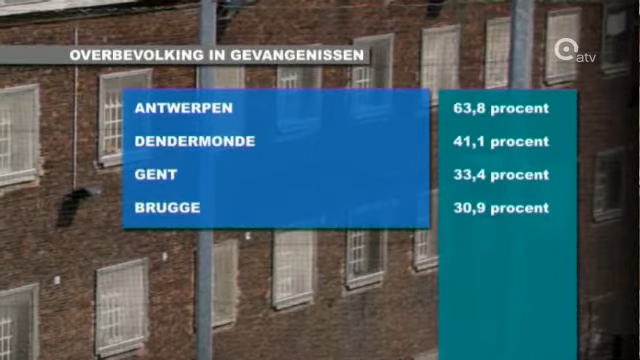 OVERBEVOLKING IN GEVANGENISSEN
atv
ANTWERPEN 63,8 procent
DENDERMONDE 41,1 procent
GENT 33,4 procent
BRUGGE 30,9 procent